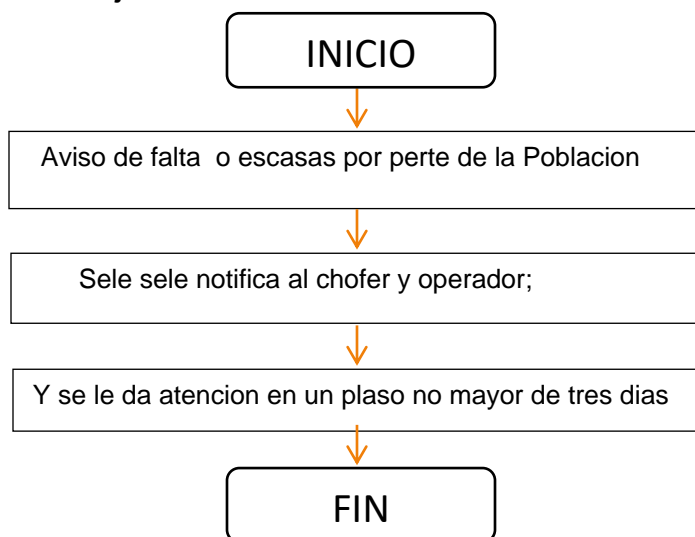 INICIO
Aviso de falta o escasas por perte de la Poblacion
Sele sele notifica al chofer y operador;
Y se le da atencion en un plaso no mayor de tres dias
FIN